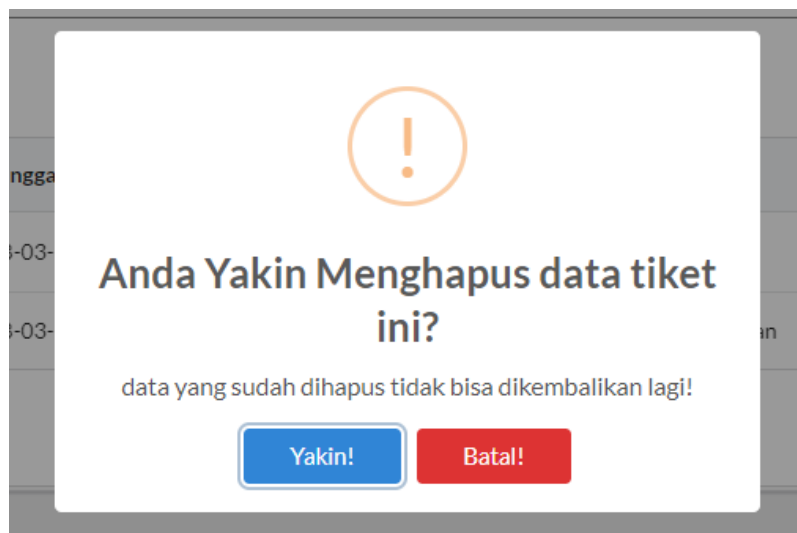 !
Anda Yakin Menghapus data tiket
ini?
data yang sudah dihapus tidak bisa dikembalikan lagi!
Yakin!
Batal!